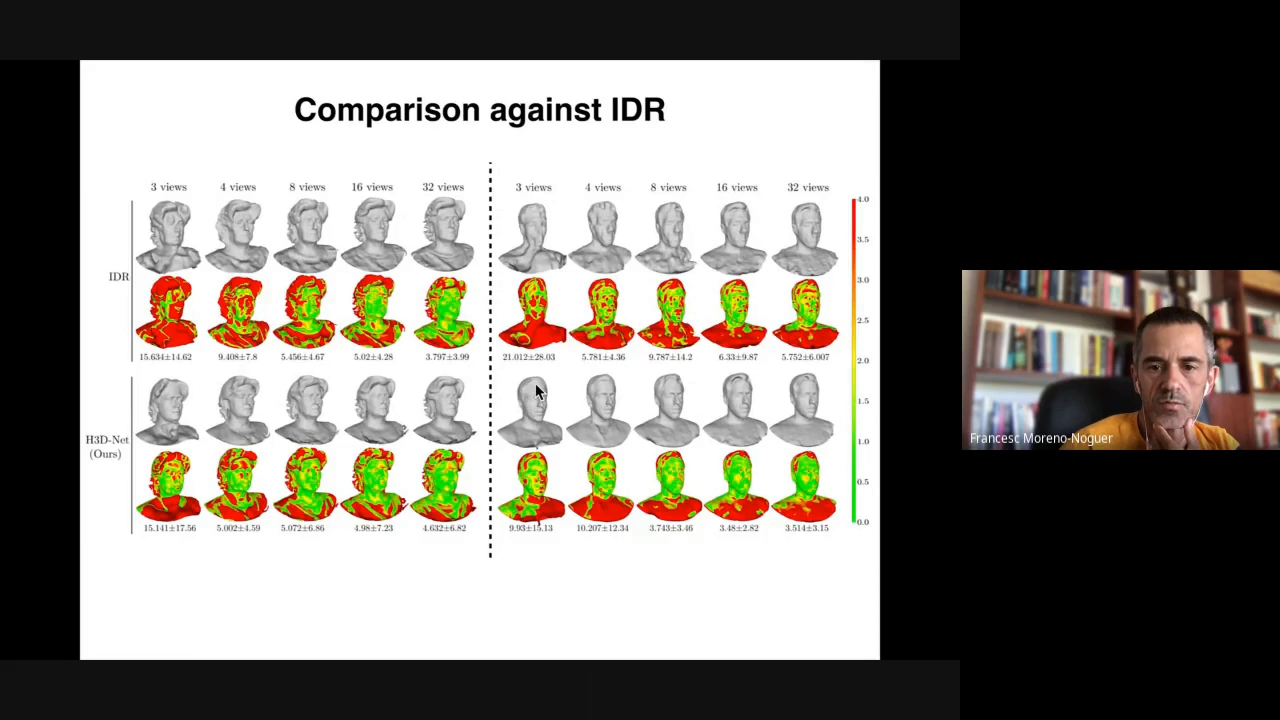 Comparison against IDR
3 views 4 views 8 views 16 views 32 views 3 views 4 views 8 views 16 views 32 views
IDR
15.634±14.62 9.408±7.8 5.456±4.67 5.02±4.28 3.797±3.99 21.012±28.03 5.781±4.36 9.787±14.2 6.33±9.87 5.752±6.007
H3D-Net
(Ours)
15.141±17.56 5.002±4.59 5.072±6.86 4.98±7.23 4.632±6.82 9.93±15.13 10.207±12.34 3.743±3.46 3.48±2.82 3.514±3.15
4.0
3.5
3.0
2.5
2.0
1.5
1.0
0.5
0.0
Francesc Moreno-Noguer